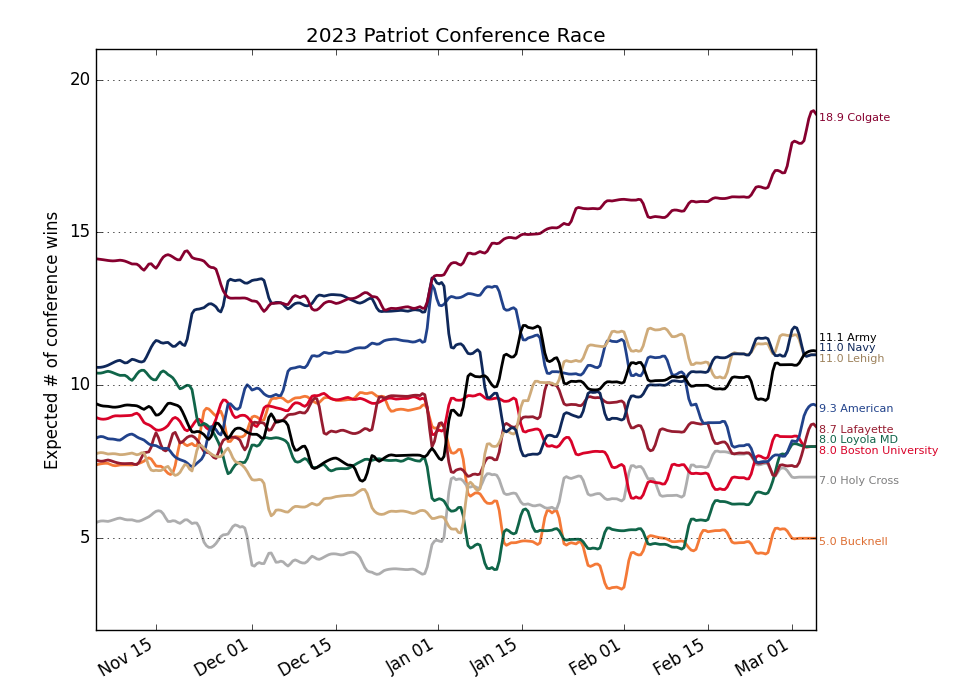 2023 Patriot Conference Race
Expected # of conference wins
20
15
10
5
18.9 Colgate
11.1 Army
11.0 Navy
11.0 Lehigh
9.3 American
8.7 Lafayette
8.0 Loyola MD
8.0 Boston University
7.0 Holy Cross
5.0 Bucknell
Nov 15
Dec 01
Dec 15
Jan 01
Jan 15
Feb 01
Feb 15
Mar 01